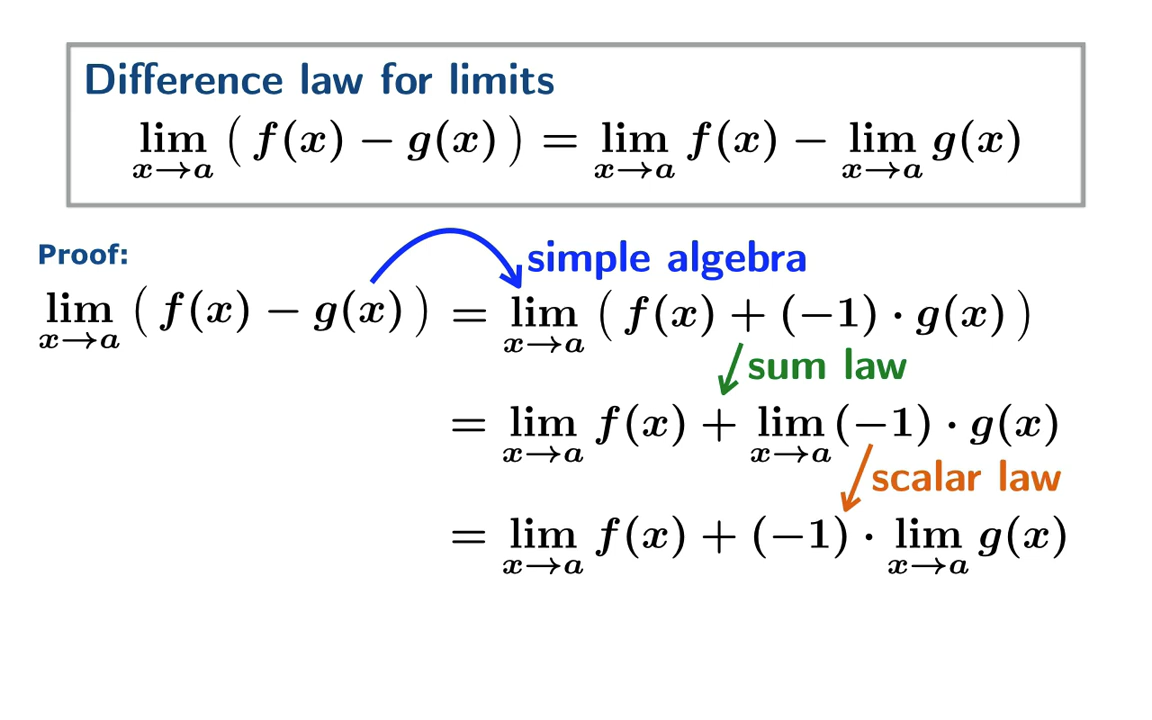 Difference law for limits
lim x→a ( f(x) − g(x) ) = lim x→a f(x) − lim x→a g(x)
Proof:
simple algebra
lim x→a ( f(x) − g(x) ) = lim x→a ( f(x) + (−1) · g(x) )
sum law
= lim x→a f(x) + lim x→a (−1) · g(x)
scalar law
= lim x→a f(x) + (−1) · lim x→a g(x)